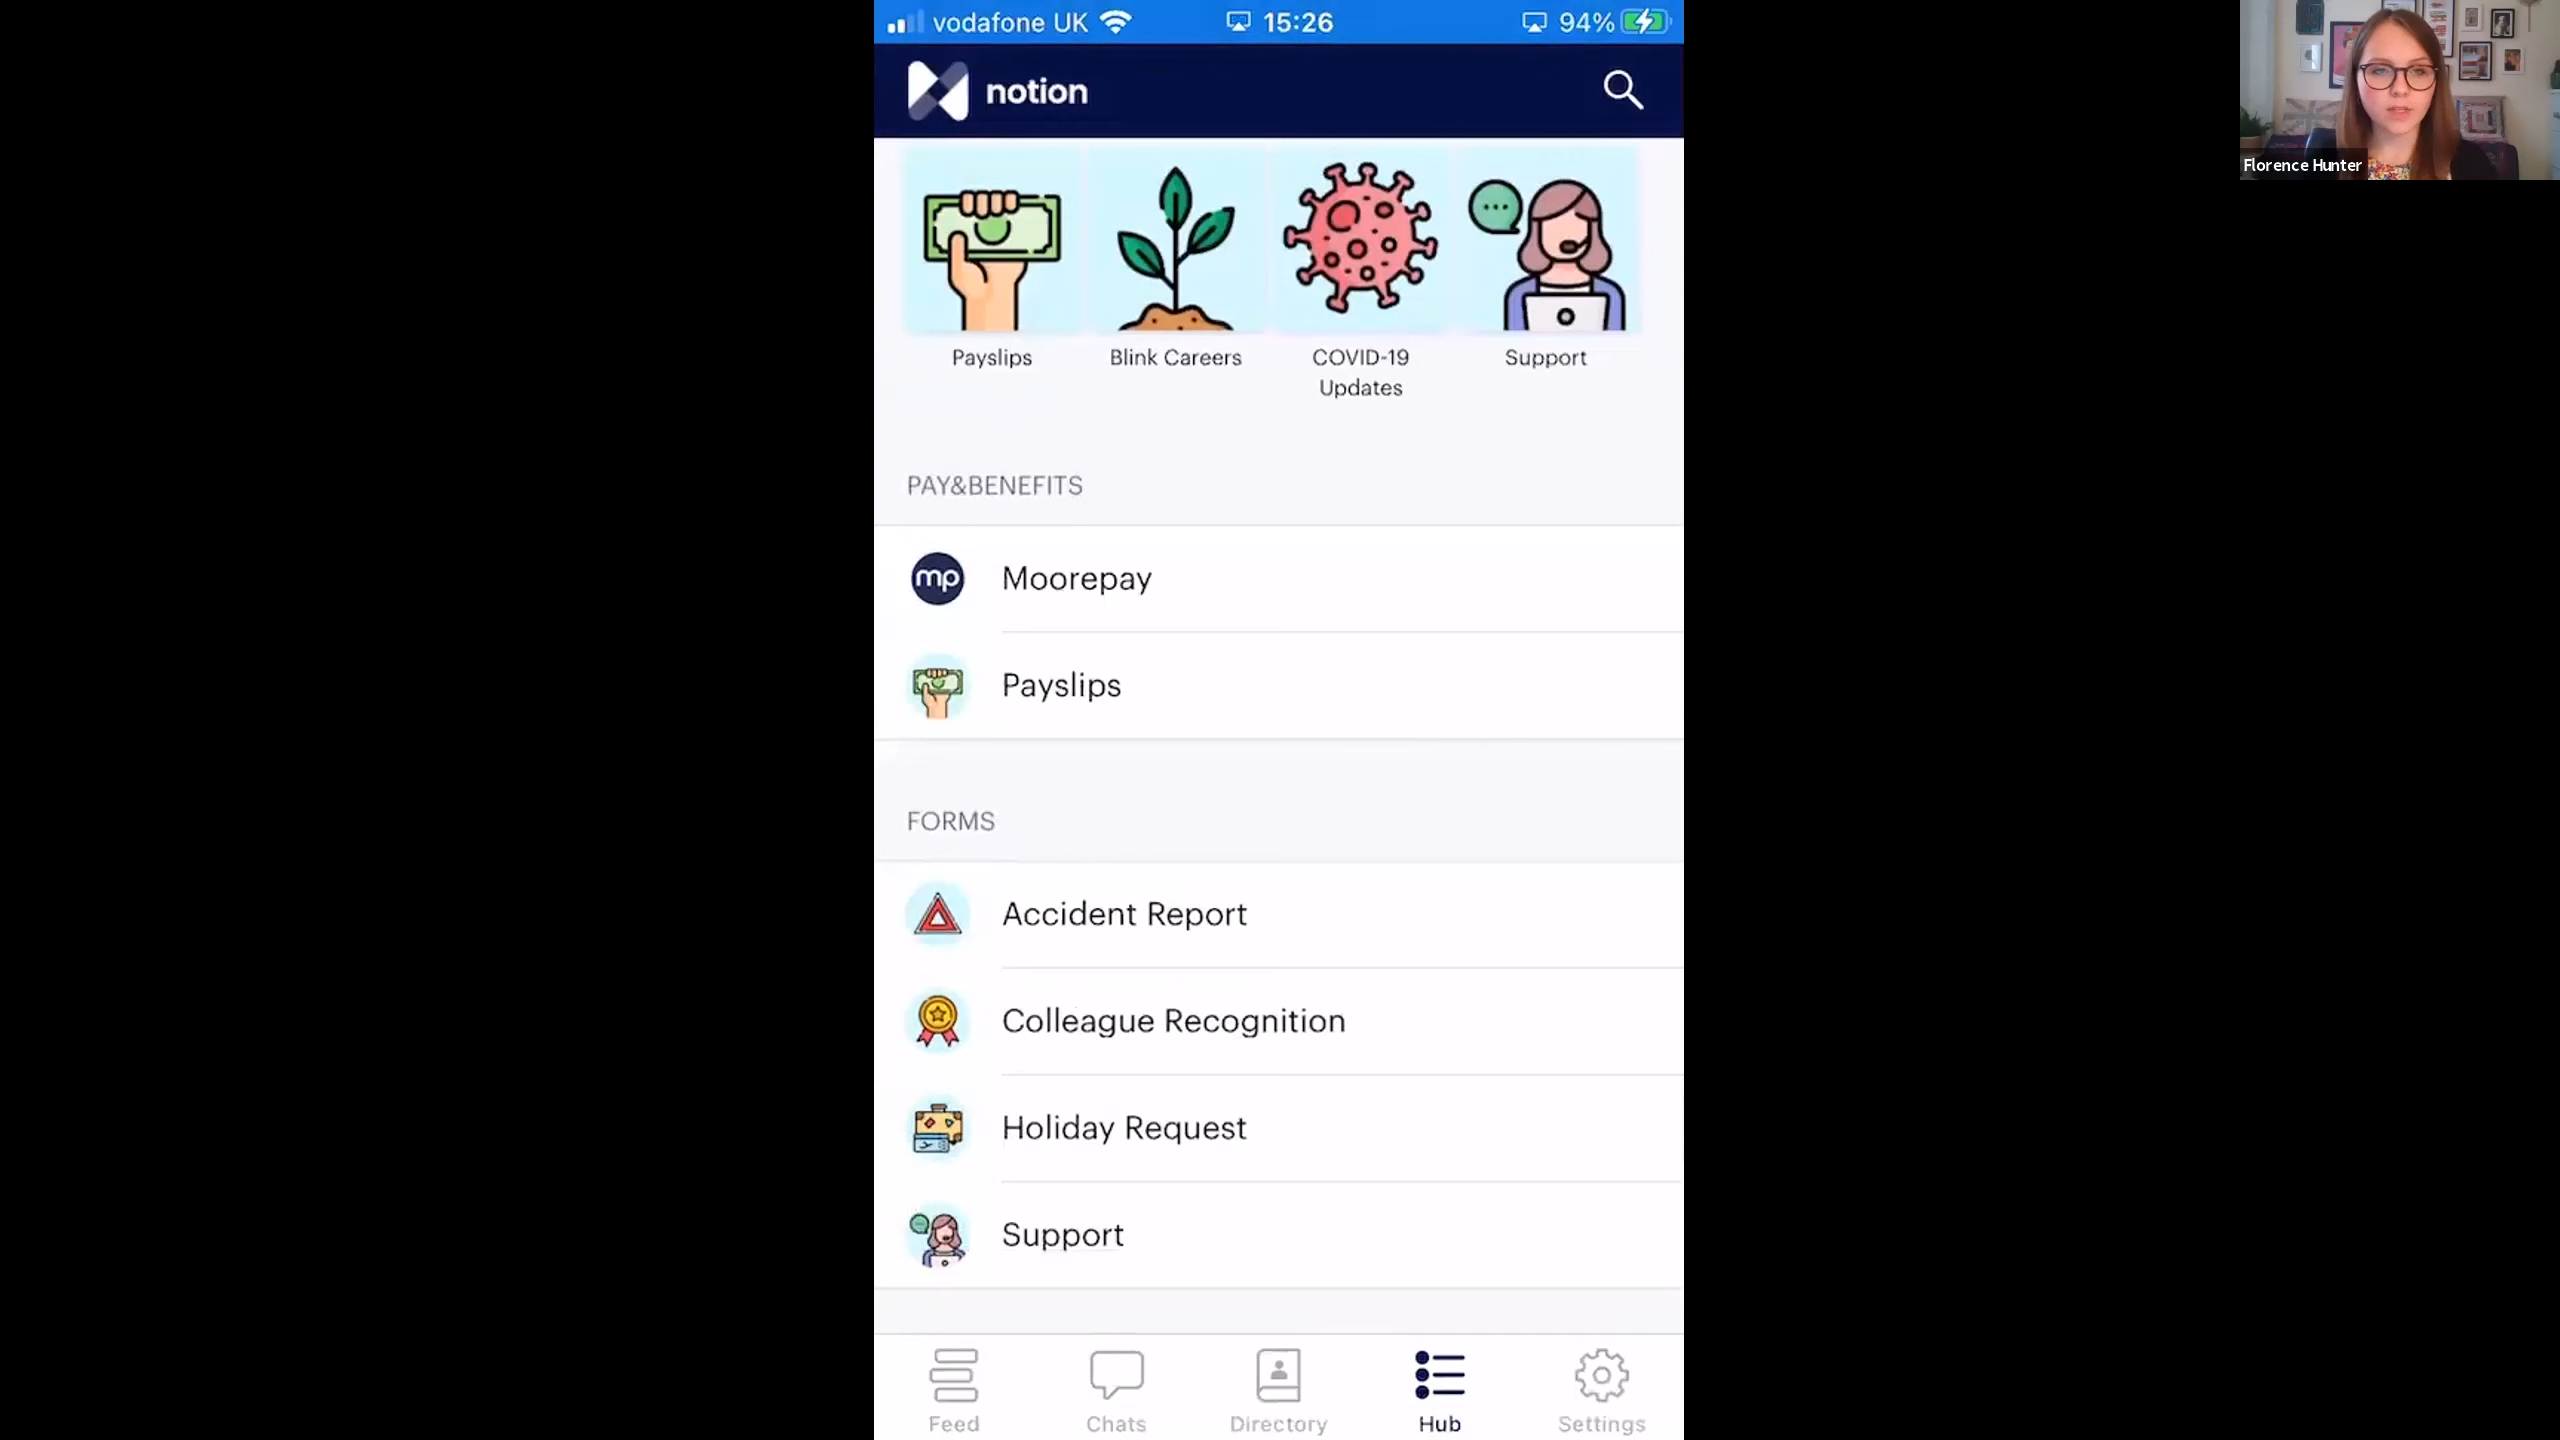 vodafone UK 15:26 94%
notion
Florence Hunter
Payslips Blink Careers COVID-19 Updates Support
PAY&BENEFITS
mp Moorepay
Payslips
FORMS
Accident Report
Colleague Recognition
Holiday Request
Support
Feed Chats Directory Hub Settings